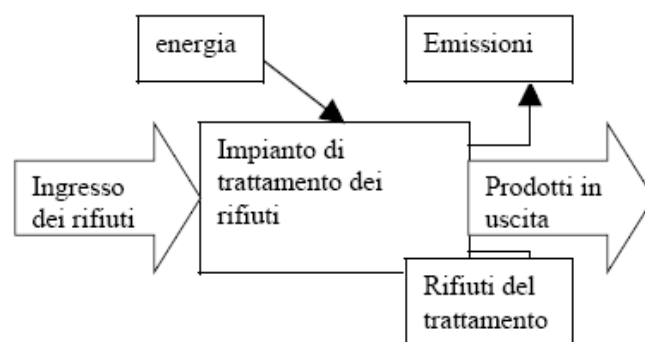 energia
Emissioni
Impianto di
trattamento dei
rifiuti
Ingresso
dei rifiuti
Prodotti in
uscita
Rifiuti del
trattamento